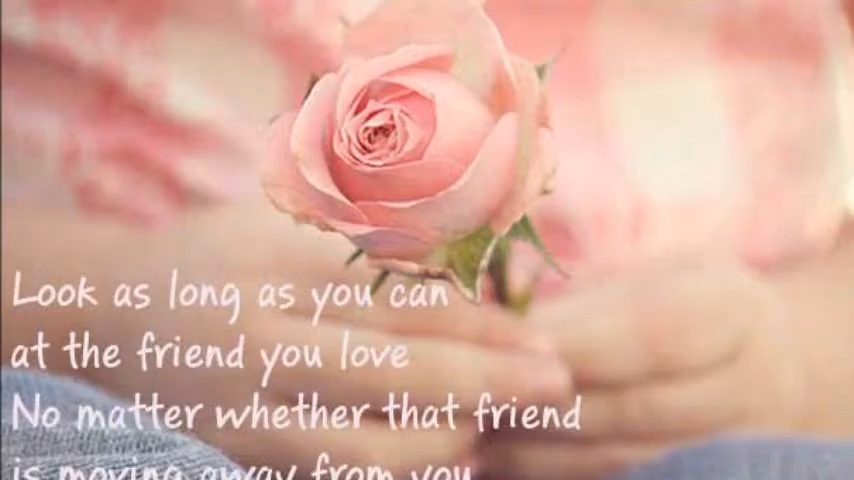 Look as long as you can
at the friend you love
No matter whether that friend
is moving away from you